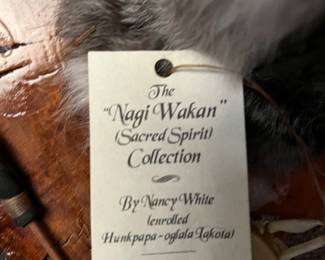 The
"Nagi Wakan"
(Sacred Spirit)
Collection
By Nancy White
(enrolled
Hunkpapa-oglala Lakota)